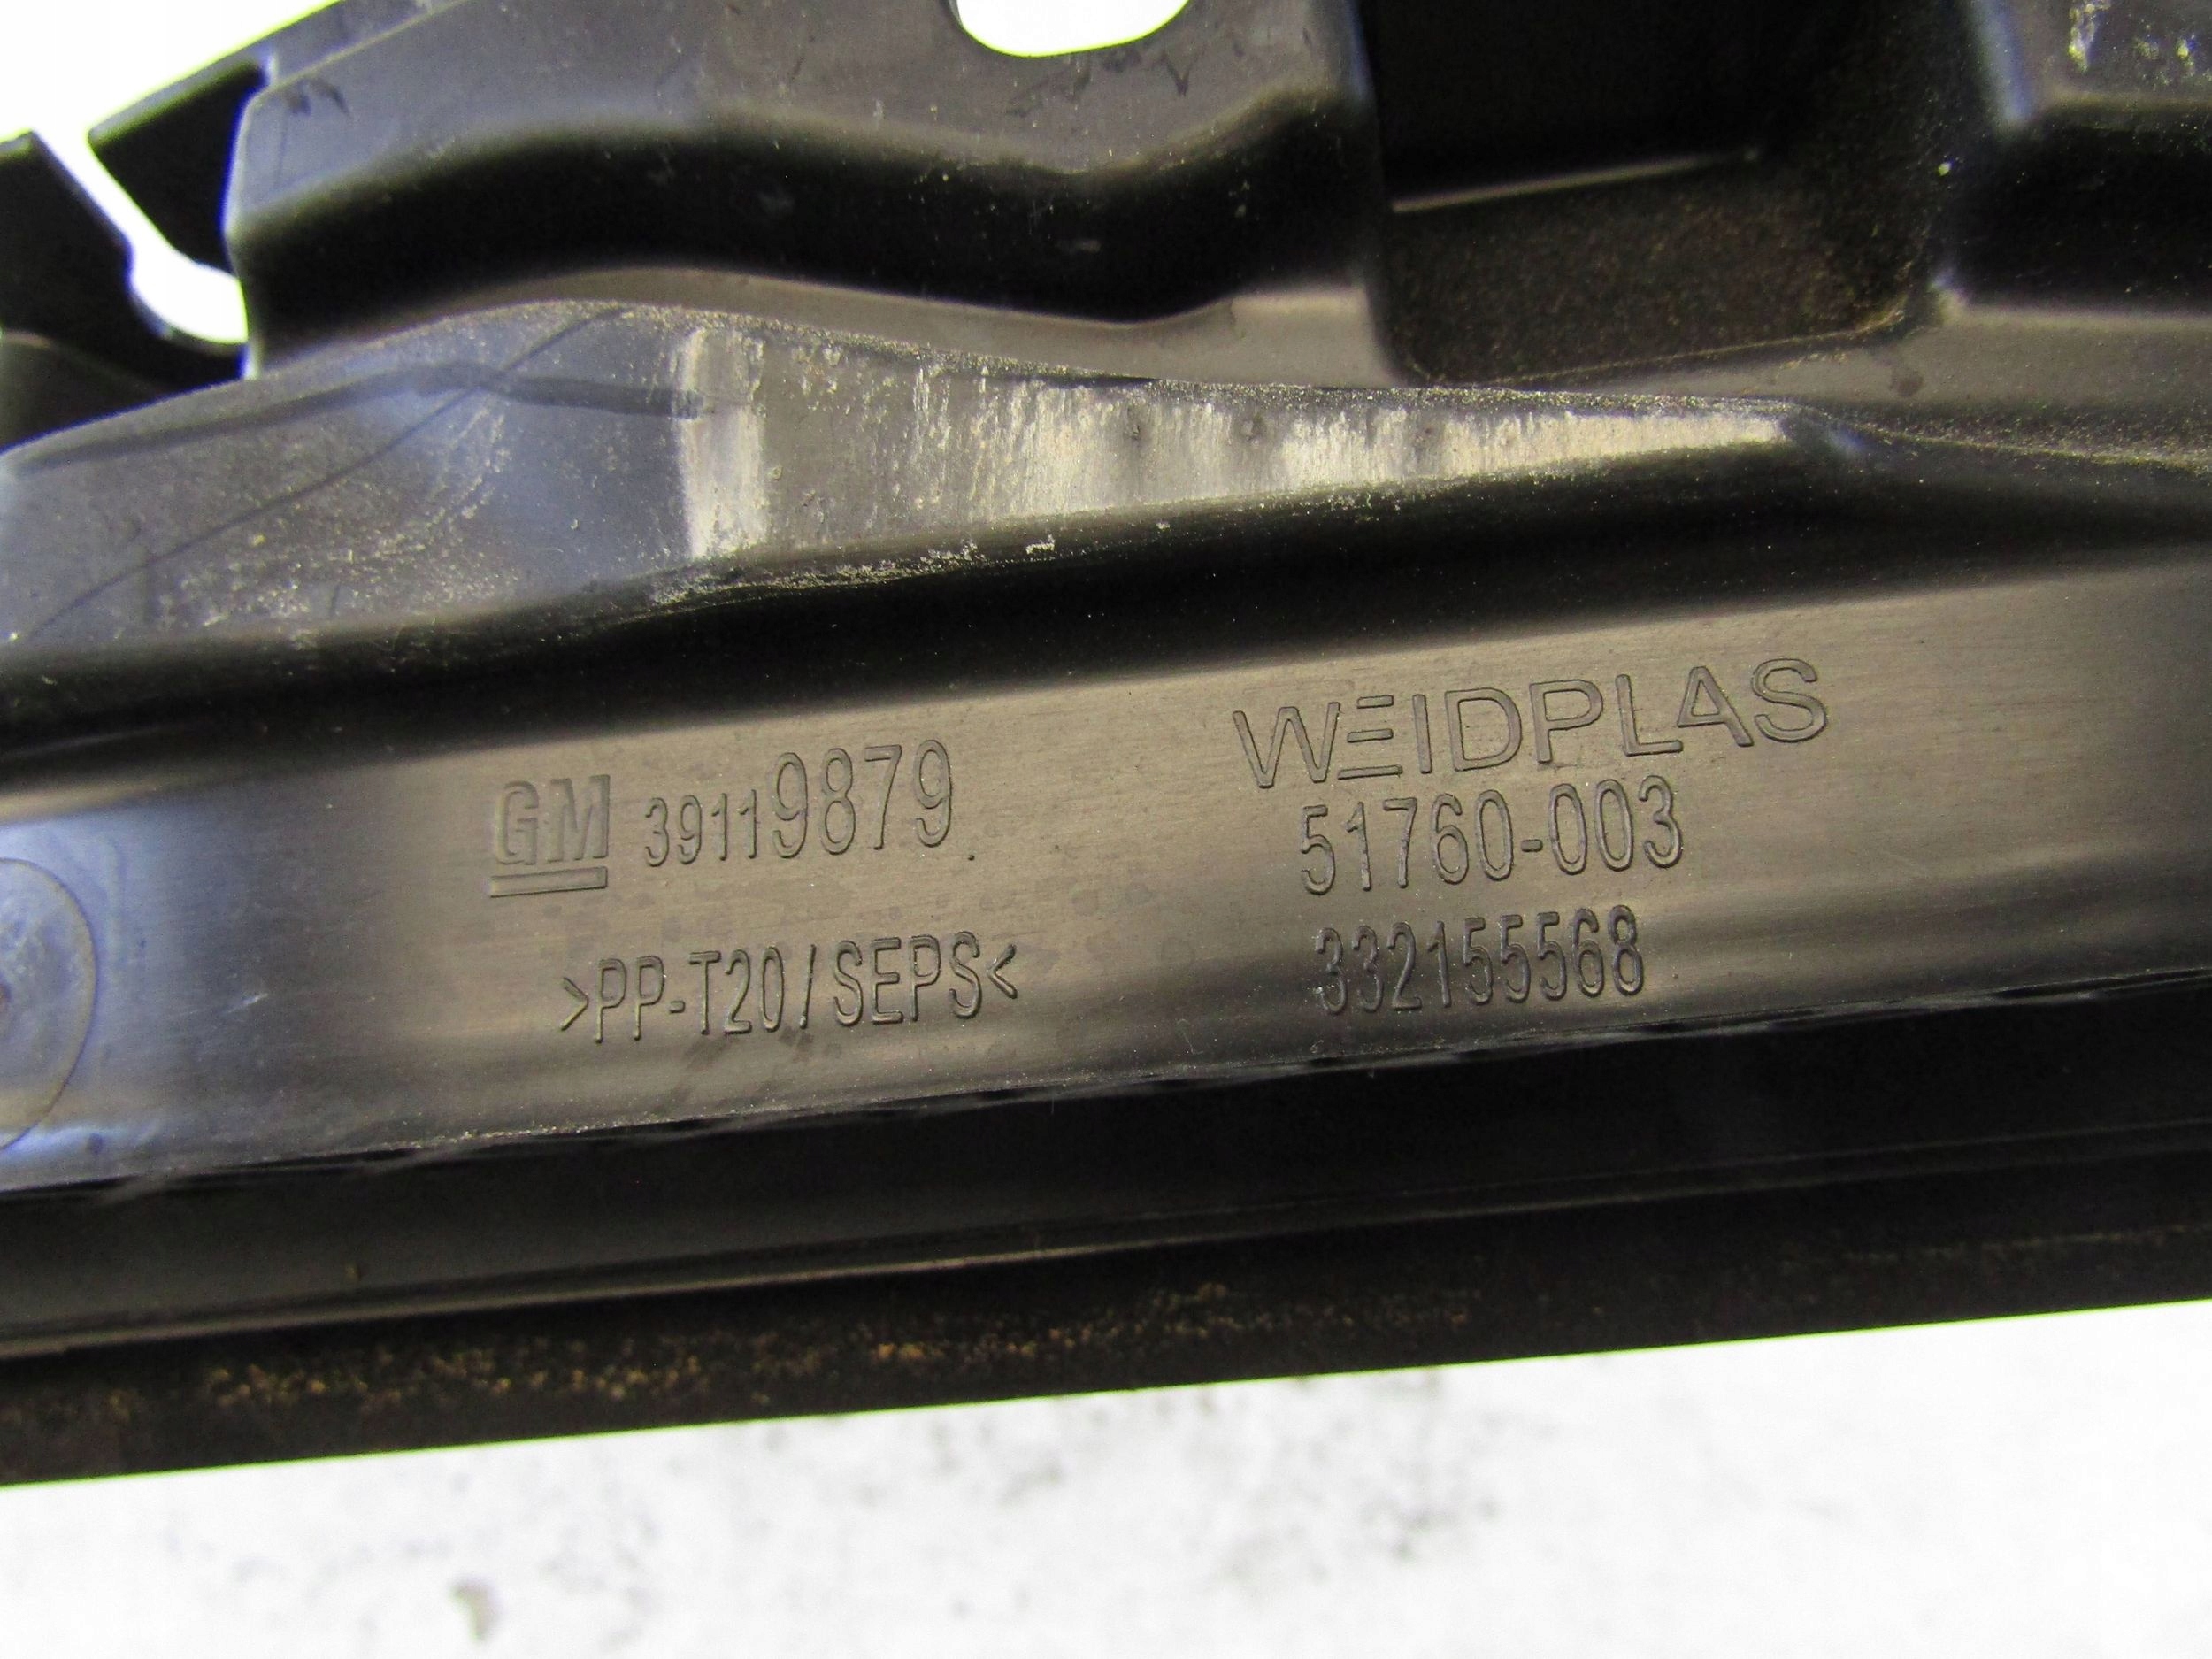 GM 39119879
>PP-T20/SEPS<
WEIDPLAS
51760-003
332155568